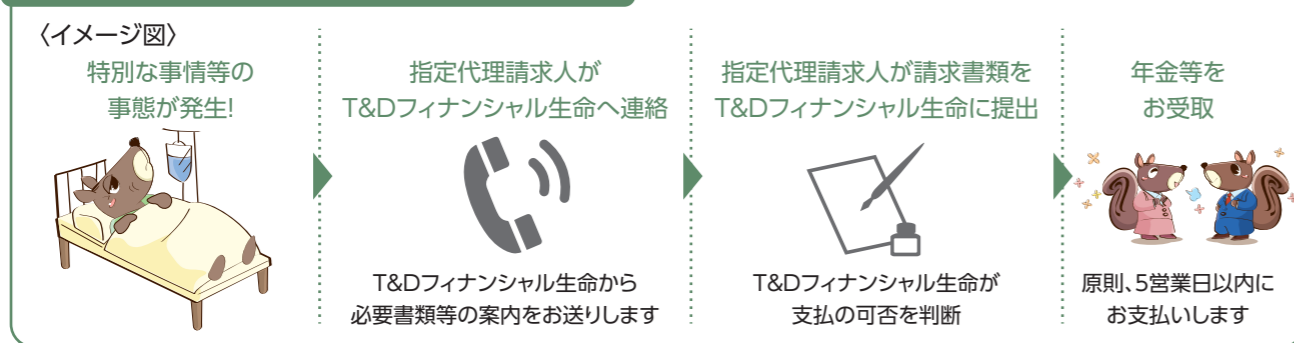 〈イメージ図〉
特別な事情等の
事態が発生!
指定代理請求人が
T&Dフィナンシャル生命へ連絡
T&Dフィナンシャル生命から
必要書類等の案内をお送りします
指定代理請求人が請求書類を
T&Dフィナンシャル生命に提出
T&Dフィナンシャル生命が
支払の可否を判断
年金等を
お受取
原則、5営業日以内に
お支払いします